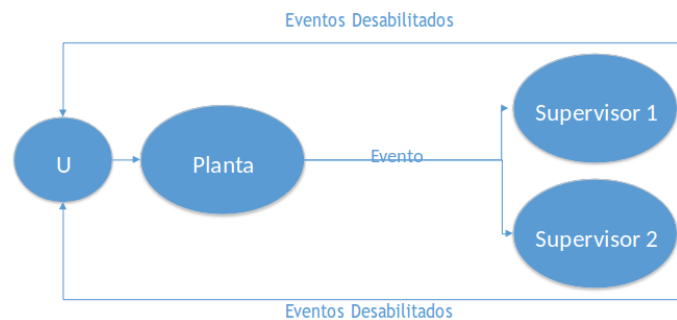 Eventos Desabilitados
Supervisor 1
U
Planta
Evento
Supervisor 2
Eventos Desabilitados